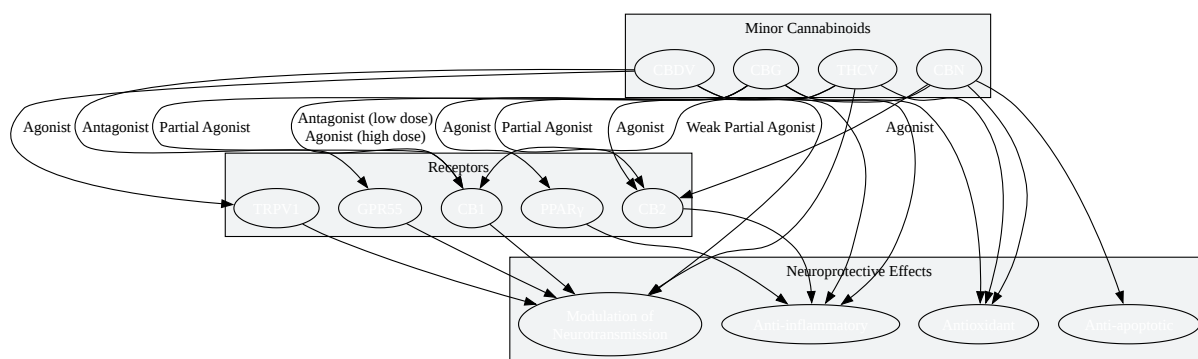 Minor Cannabinoids
CBDV
CBG
THCV
CBN
Agonist
Antagonist
Partial Agonist
Antagonist (low dose)
Agonist (high dose)
Agonist
Partial Agonist
Agonist
Weak Partial Agonist
Agonist
Receptors
TRPV1
GPR55
CB1
PPARγ
CB2
Neuroprotective Effects
Modulation of
Neurotransmission
Anti-Inflammatory
Antioxidant
Anti-apoptotic